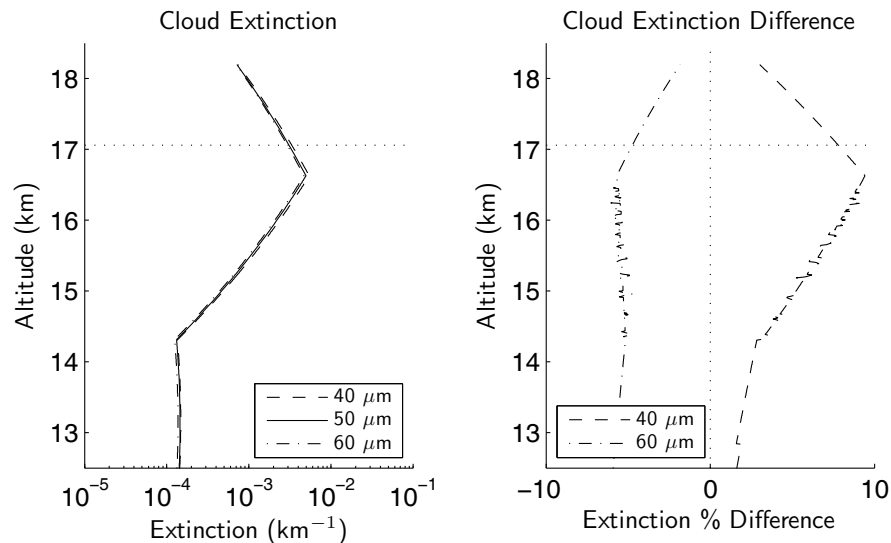 Cloud Extinction
18
17
16
15
14
13
Altitude (km)
10⁻⁵
10⁻⁴
10⁻³
10⁻²
10⁻¹
Extinction (km⁻¹)
40 μm
50 μm
60 μm
Cloud Extinction Difference
18
17
16
15
14
13
Altitude (km)
−10
0
10
Extinction % Difference
40 μm
60 μm